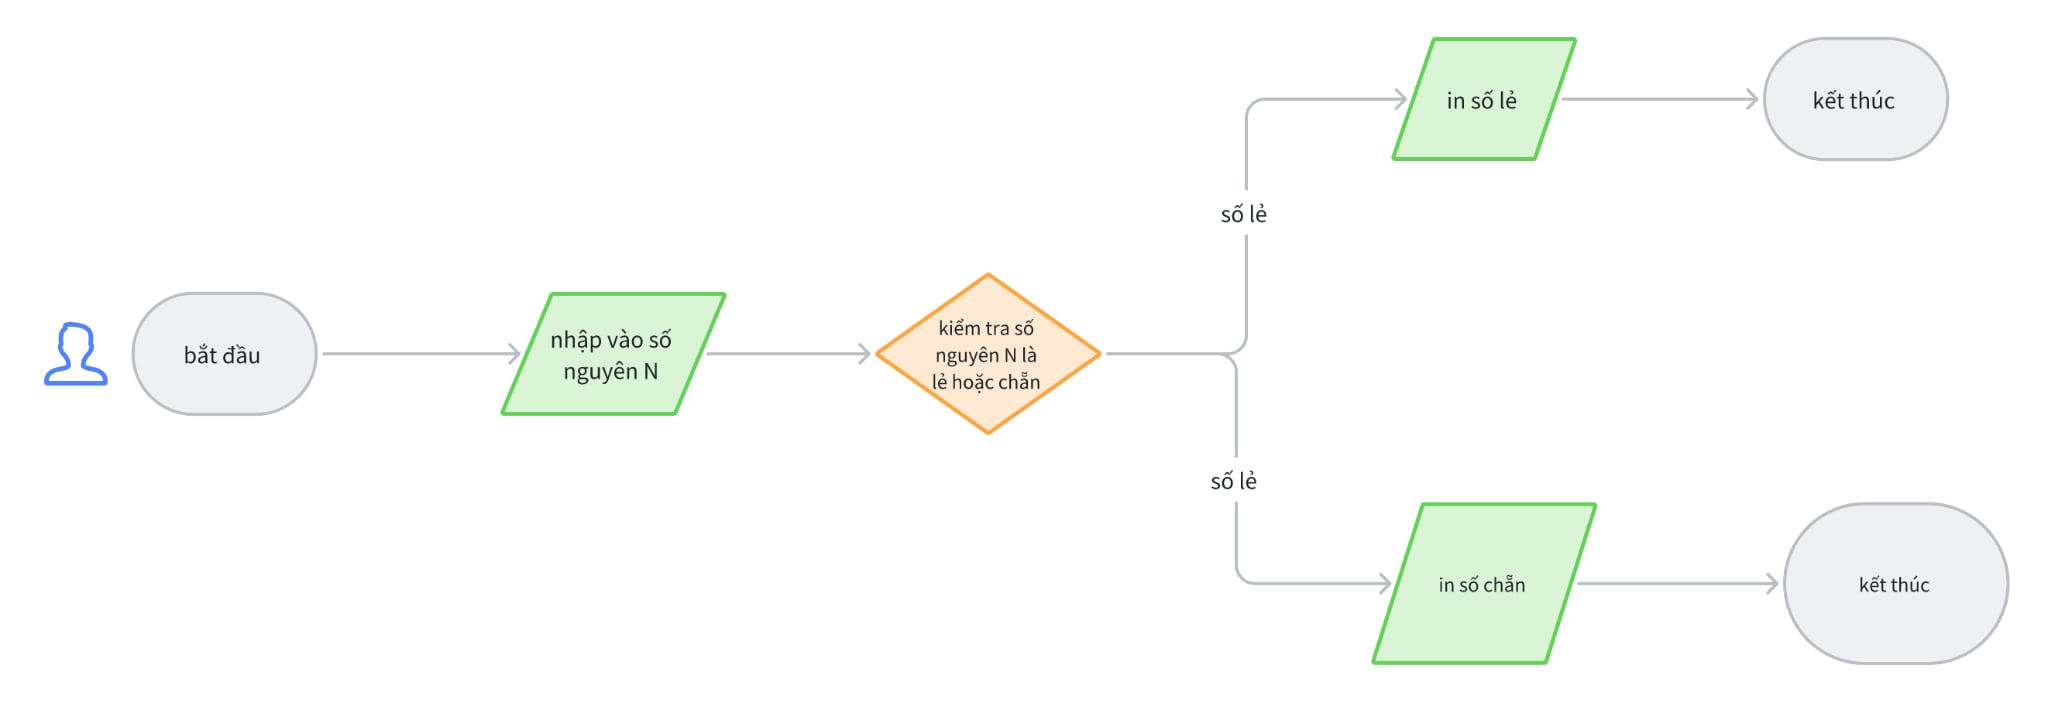 bắt đầu
nhập vào số
nguyên N
kiểm tra số
nguyên N là
lẻ hoặc chẵn
số lẻ
in số lẻ
kết thúc
số lẻ
in số chẵn
kết thúc